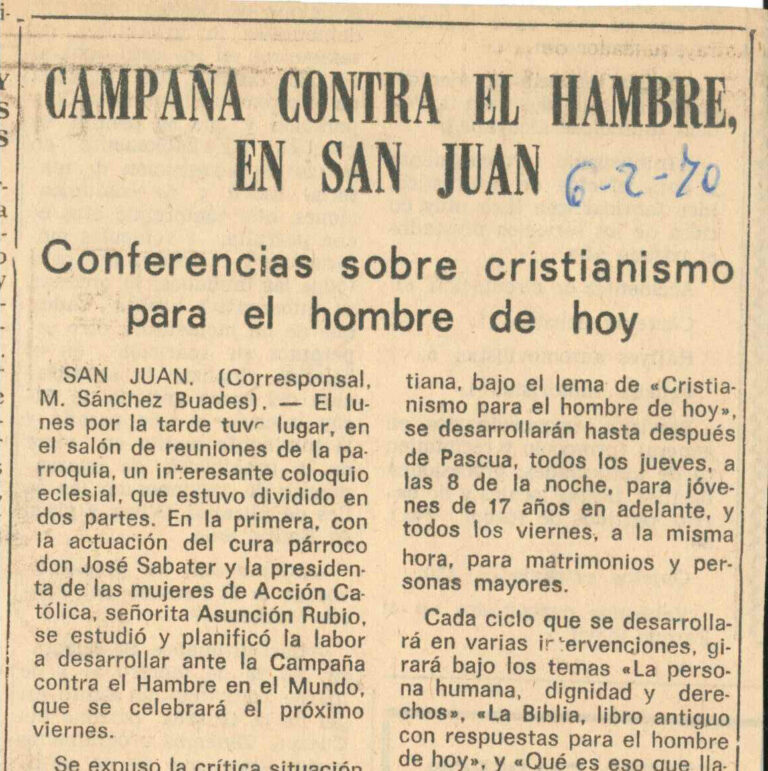 CAMPAÑA CONTRA EL HAMBRE,
EN SAN JUAN 6-2-70
Conferencias sobre cristianismo
para el hombre de hoy
SAN JUAN. (Corresponsal,
M. Sánchez Buades). — El lu-
nes por la tarde tuvo lugar, en
el salón de reuniones de la pa-
rroquia, un interesante coloquio
eclesial, que estuvo dividido en
dos partes. En la primera, con
la actuación del cura párroco
don José Sabater y la presiden-
ta de las mujeres de Acción Ca-
tólica, señorita Asunción Rubio,
se estudió y planificó la labor
a desarrollar ante la Campaña
contra el Hambre en el Mundo,
que se celebrará el próximo
viernes.
Se expuso la crítica situación
tiana, bajo el lema de «Cristia-
nismo para el hombre de hoy»,
se desarrollarán hasta después
de Pascua, todos los jueves, a
las 8 de la noche, para jóve-
nes de 17 años en adelante, y
todos los viernes, a la misma
hora, para matrimonios y per-
sonas mayores.
Cada ciclo que se desarrolla-
rá en varias intervenciones, gi-
rará bajo los temas «La perso-
na humana, dignidad y dere-
chos», «La Biblia, libro antiguo
con respuestas para el hombre
de hoy», y «Qué es eso que lla-